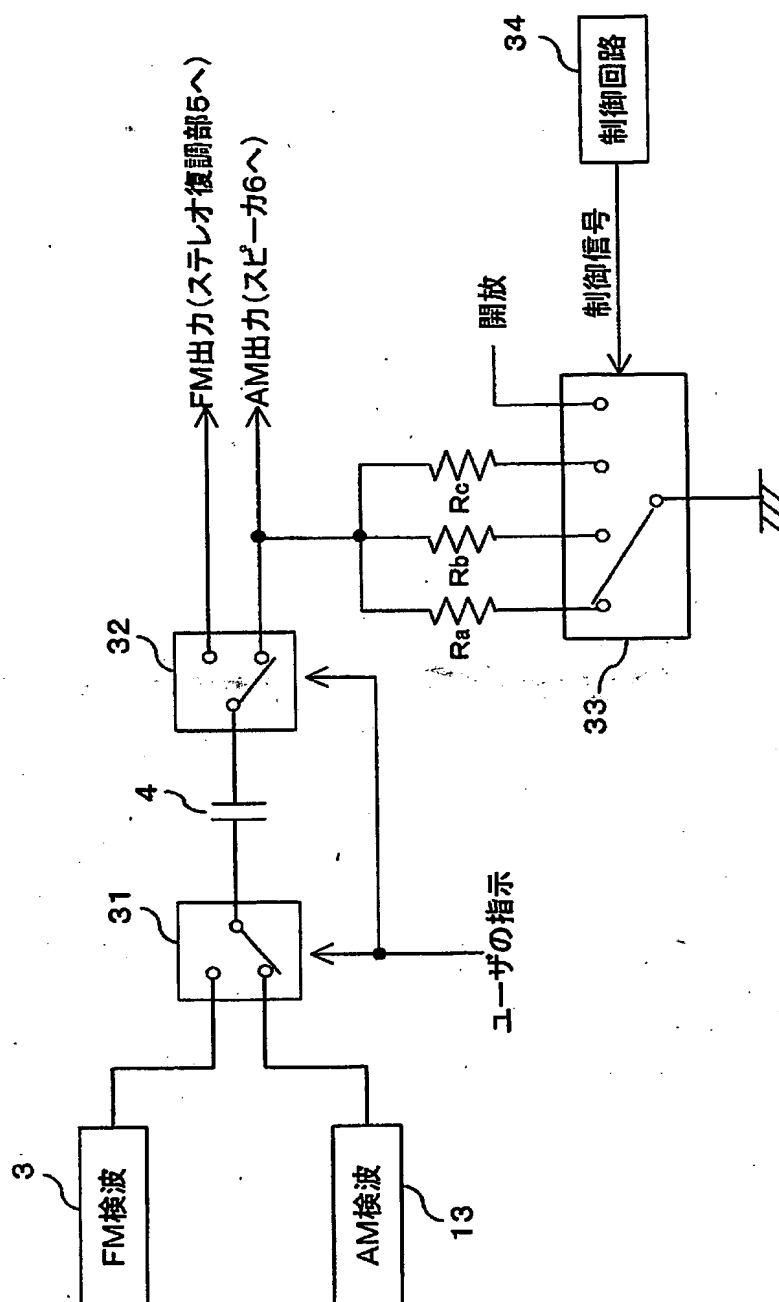 3
FM検波
AM検波
13
31
4
32
ユーザの指示
FM出力(ステレオ復調部5へ)
AM出力(スピーカ6へ)
Ra
Rb
Rc
開放
33
制御信号
34
制御回路